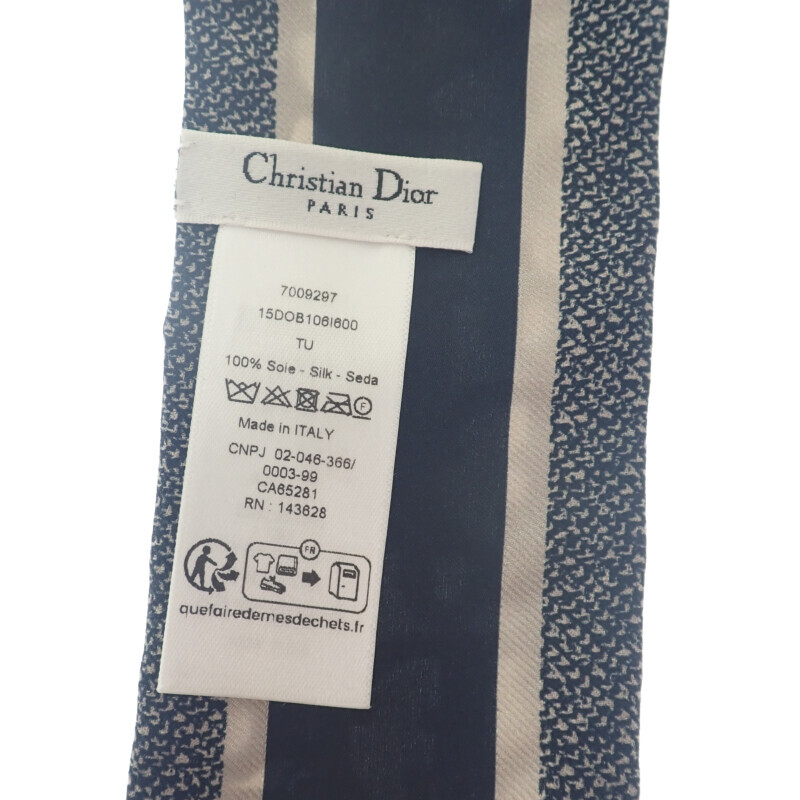 Christian Dior
PARIS
7009297
15DOB106I600
TU
100% Soie - Silk - Seda
F
Made in ITALY
CNPJ 02-046-366/
0003-99
CA65281
RN : 143628
FR
quefairedemesdechets.fr